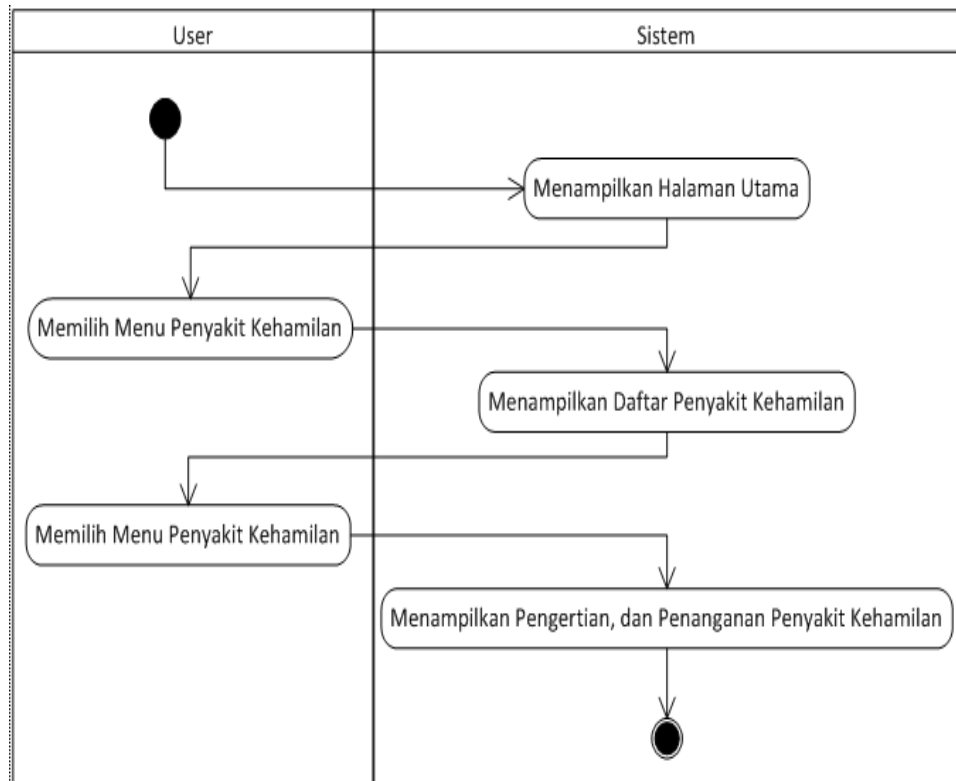 User
Sistem
Menampilkan Halaman Utama
Memilih Menu Penyakit Kehamilan
Menampilkan Daftar Penyakit Kehamilan
Memilih Menu Penyakit Kehamilan
Menampilkan Pengertian, dan Penanganan Penyakit Kehamilan